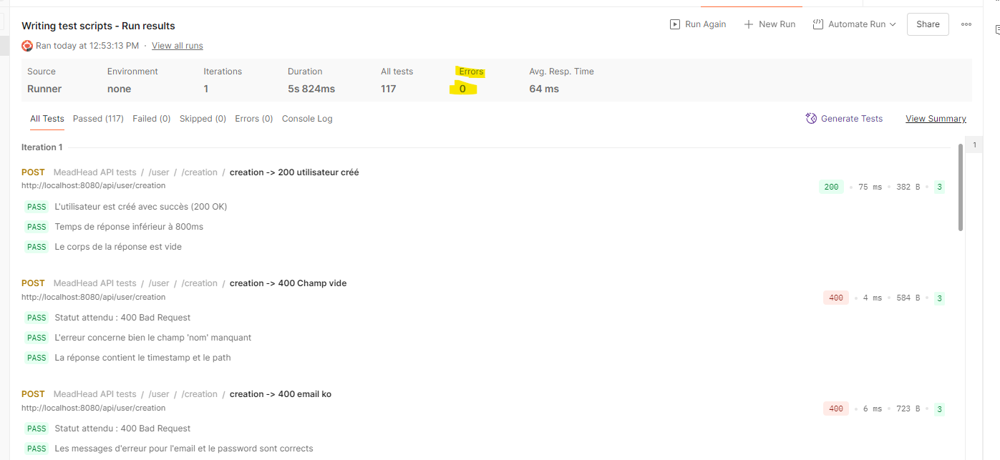 Writing test scripts - Run results
Run Again New Run Automate Run Share
Ran today at 12:53:13 PM · View all runs
Source Environment Iterations Duration All tests Errors Avg. Resp. Time
Runner none 1 5s 824ms 117 0 64 ms
All Tests Passed (117) Failed (0) Skipped (0) Errors (0) Console Log Generate Tests View Summary
Iteration 1
1
POST MeadHead API tests / /user / /creation / creation -> 200 utilisateur créé
http://localhost:8080/api/user/creation
200 75 ms 382 B 3
PASS L'utilisateur est créé avec succès (200 OK)
PASS Temps de réponse inférieur à 800ms
PASS Le corps de la réponse est vide
POST MeadHead API tests / /user / /creation / creation -> 400 Champ vide
http://localhost:8080/api/user/creation
400 4 ms 584 B 3
PASS Statut attendu : 400 Bad Request
PASS L'erreur concerne bien le champ 'nom' manquant
PASS La réponse contient le timestamp et le path
POST MeadHead API tests / /user / /creation / creation -> 400 email ko
http://localhost:8080/api/user/creation
400 6 ms 723 B 3
PASS Statut attendu : 400 Bad Request
PASS Les messages d'erreur pour l'email et le password sont corrects